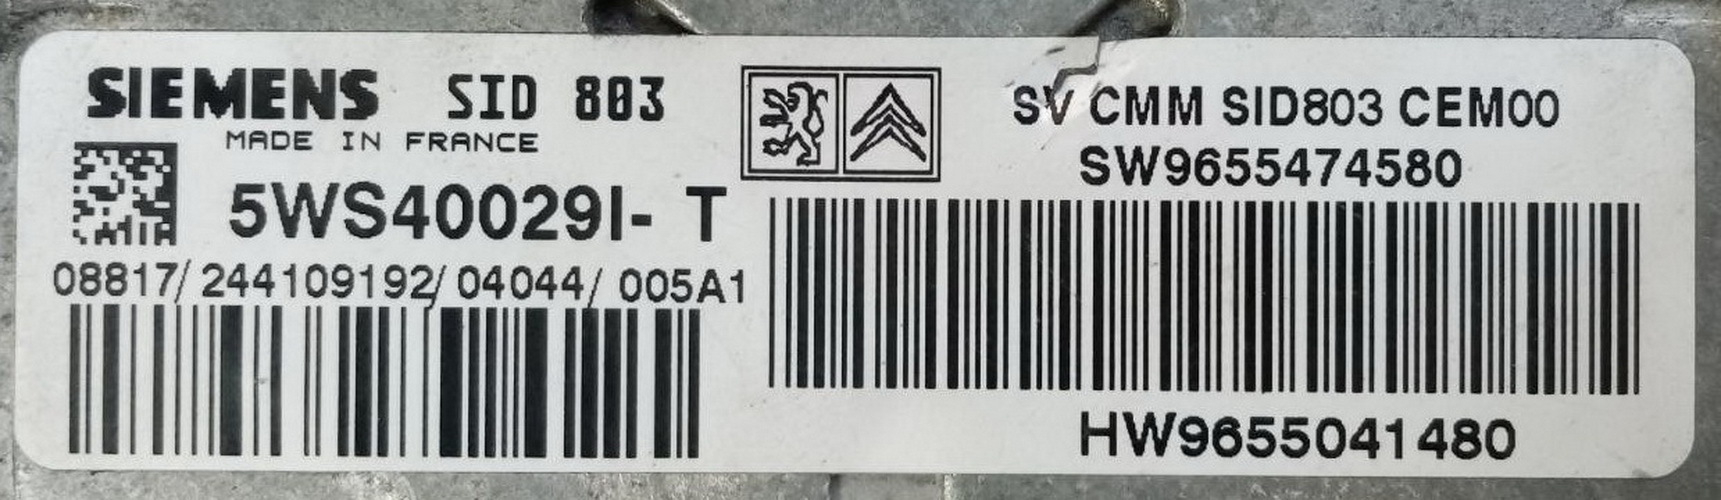 SIEMENS SID 803
MADE IN FRANCE
5WS40029I- T
08817/244109192/04044/005A1
SV CMM SID803 CEM00
SW9655474580
HW9655041480